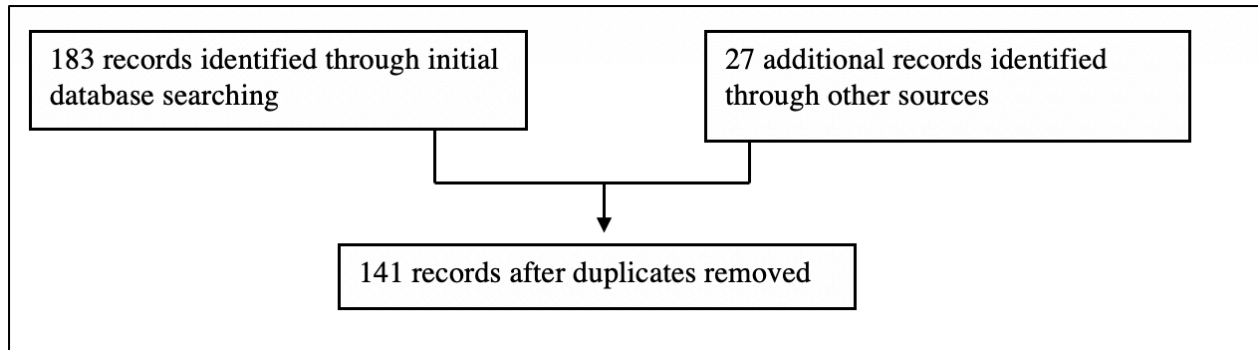 183 records identified through initial
database searching
27 additional records identified
through other sources
141 records after duplicates removed